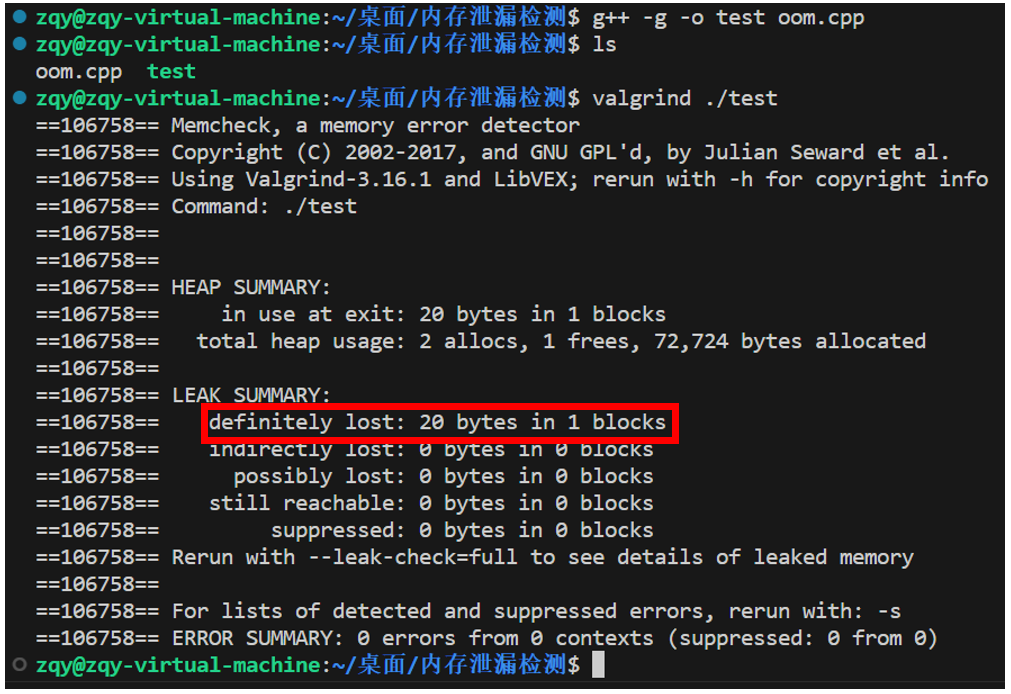 zqy@zqy-virtual-machine:~/桌面/内存泄漏检测$ g++ -g -o test oom.cpp
zqy@zqy-virtual-machine:~/桌面/内存泄漏检测$ ls
oom.cpp  test
zqy@zqy-virtual-machine:~/桌面/内存泄漏检测$ valgrind ./test
==106758== Memcheck, a memory error detector
==106758== Copyright (C) 2002-2017, and GNU GPL'd, by Julian Seward et al.
==106758== Using Valgrind-3.16.1 and LibVEX; rerun with -h for copyright info
==106758== Command: ./test
==106758==
==106758==
==106758== HEAP SUMMARY:
==106758==     in use at exit: 20 bytes in 1 blocks
==106758==   total heap usage: 2 allocs, 1 frees, 72,724 bytes allocated
==106758==
==106758== LEAK SUMMARY:
==106758==    definitely lost: 20 bytes in 1 blocks
==106758==    indirectly lost: 0 bytes in 0 blocks
==106758==      possibly lost: 0 bytes in 0 blocks
==106758==    still reachable: 0 bytes in 0 blocks
==106758==         suppressed: 0 bytes in 0 blocks
==106758== Rerun with --leak-check=full to see details of leaked memory
==106758==
==106758== For lists of detected and suppressed errors, rerun with: -s
==106758== ERROR SUMMARY: 0 errors from 0 contexts (suppressed: 0 from 0)
zqy@zqy-virtual-machine:~/桌面/内存泄漏检测$